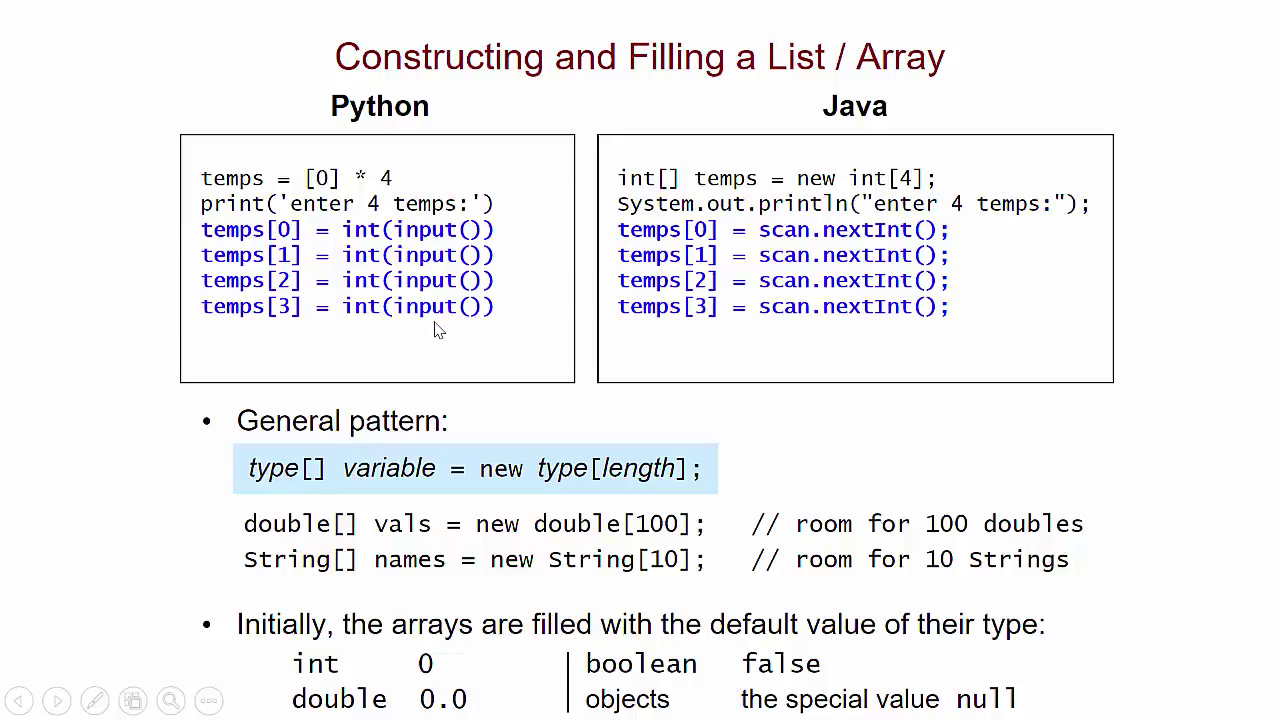 Constructing and Filling a List / Array
Python
temps = [0] * 4
print('enter 4 temps:')
temps[0] = int(input())
temps[1] = int(input())
temps[2] = int(input())
temps[3] = int(input())
Java
int[] temps = new int[4];
System.out.println("enter 4 temps:");
temps[0] = scan.nextInt();
temps[1] = scan.nextInt();
temps[2] = scan.nextInt();
temps[3] = scan.nextInt();
• General pattern:
type[] variable = new type[length];
double[] vals = new double[100]; // room for 100 doubles
String[] names = new String[10]; // room for 10 Strings
• Initially, the arrays are filled with the default value of their type:
int 0 boolean false
double 0.0 objects the special value null